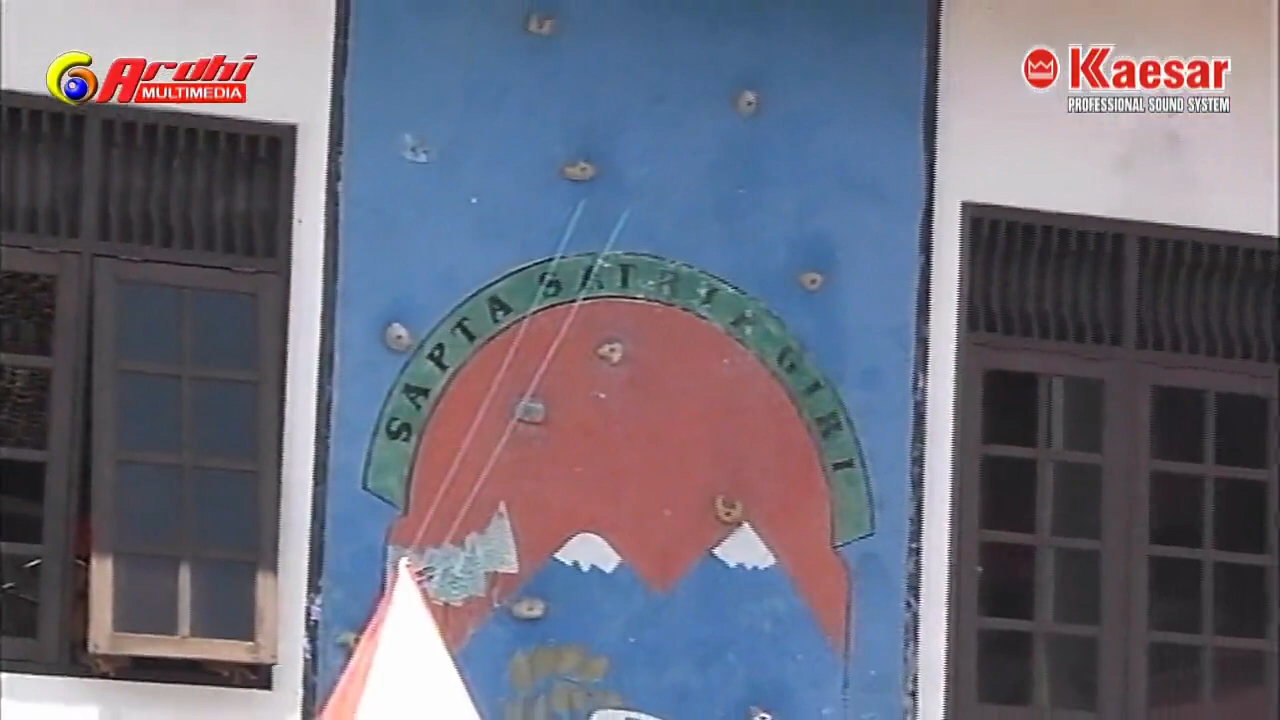 Ardhi
MULTIMEDIA
Kaesar
PROFESSIONAL SOUND SYSTEM
SAPTA SATRIA GIRI